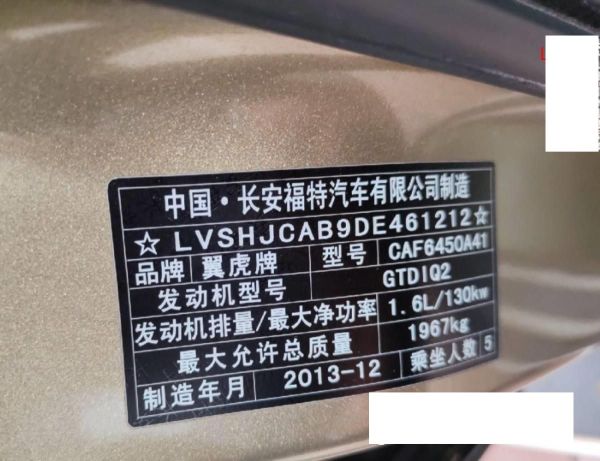 中国·长安福特汽车有限公司制造
☆LVSHJCAB9DE461212☆
品牌 翼虎牌 型号 CAF6450A41
发动机型号 GTDIQ2
发动机排量/最大净功率 1.6L/130kw
最大允许总质量 1967kg
制造年月 2013-12 乘坐人数 5